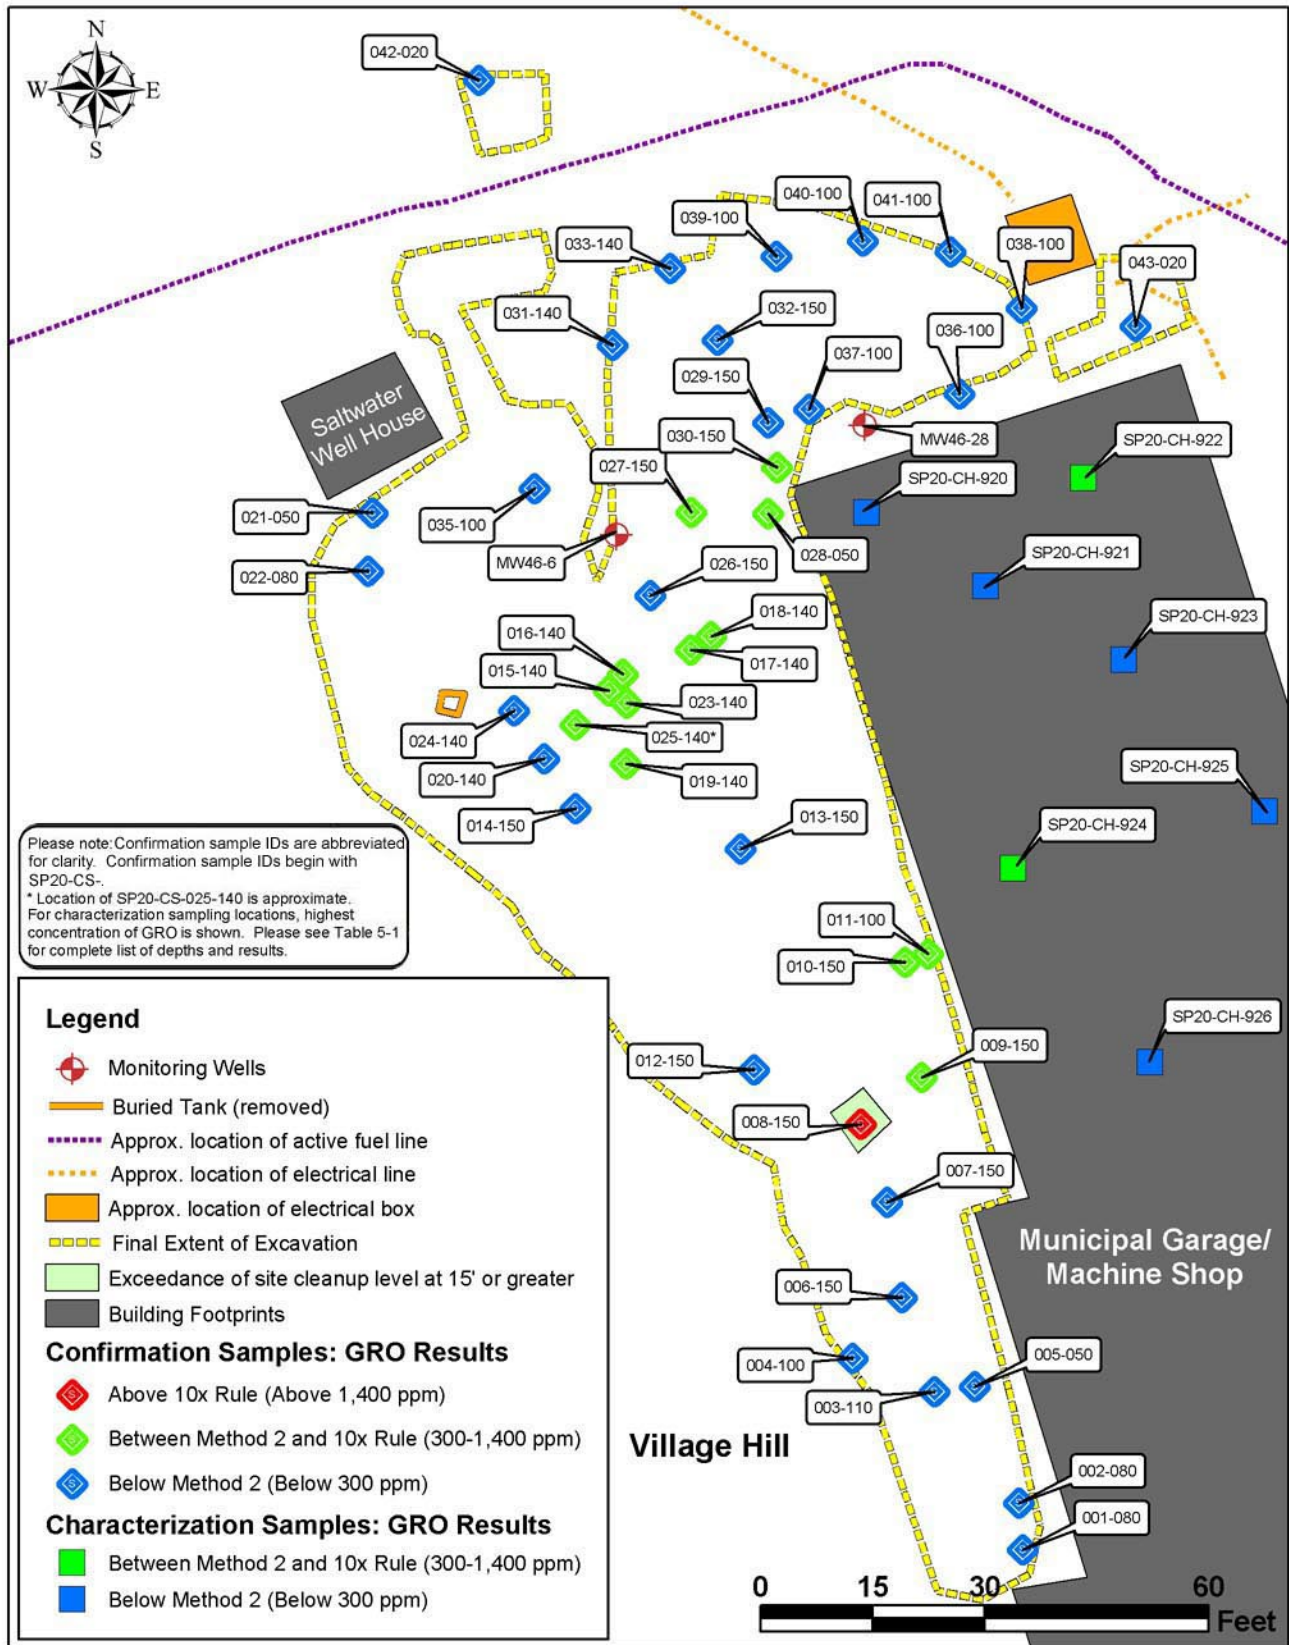 N
W E
S
042-020
040-100
041-100
039-100
033-140
038-100
043-020
031-140
032-150
036-100
037-100
029-150
Saltwater
Well House
030-150
MW46-28
SP20-CH-922
027-150
SP20-CH-920
021-050
035-100
028-050
MW46-6
SP20-CH-921
022-080
026-150
018-140
016-140
SP20-CH-923
017-140
015-140
023-140
024-140
025-140*
020-140
019-140
SP20-CH-925
014-150
013-150
SP20-CH-924
Please note: Confirmation sample IDs are abbreviated
for clarity. Confirmation sample IDs begin with
SP20-CS-.
* Location of SP20-CS-025-140 is approximate.
For characterization sampling locations, highest
concentration of GRO is shown. Please see Table 5-1
for complete list of depths and results.
011-100
010-150
SP20-CH-926
009-150
012-150
008-150
007-150
Municipal Garage/
Machine Shop
006-150
004-100
005-050
003-110
Village Hill
002-080
001-080
Legend
Monitoring Wells
Buried Tank (removed)
Approx. location of active fuel line
Approx. location of electrical line
Approx. location of electrical box
Final Extent of Excavation
Exceedance of site cleanup level at 15' or greater
Building Footprints
Confirmation Samples: GRO Results
S Above 10x Rule (Above 1,400 ppm)
S Between Method 2 and 10x Rule (300-1,400 ppm)
S Below Method 2 (Below 300 ppm)
Characterization Samples: GRO Results
Between Method 2 and 10x Rule (300-1,400 ppm)
Below Method 2 (Below 300 ppm)
0 15 30 60
Feet